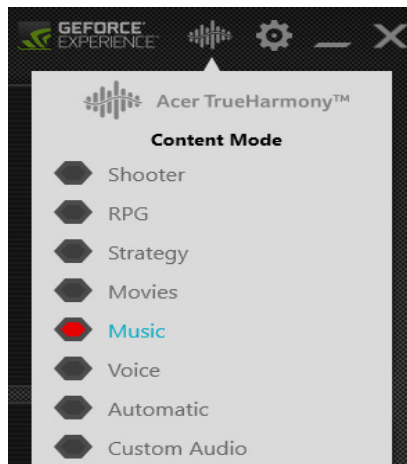 GEFORCE
EXPERIENCE
Acer TrueHarmony™
Content Mode
Shooter
RPG
Strategy
Movies
Music
Voice
Automatic
Custom Audio